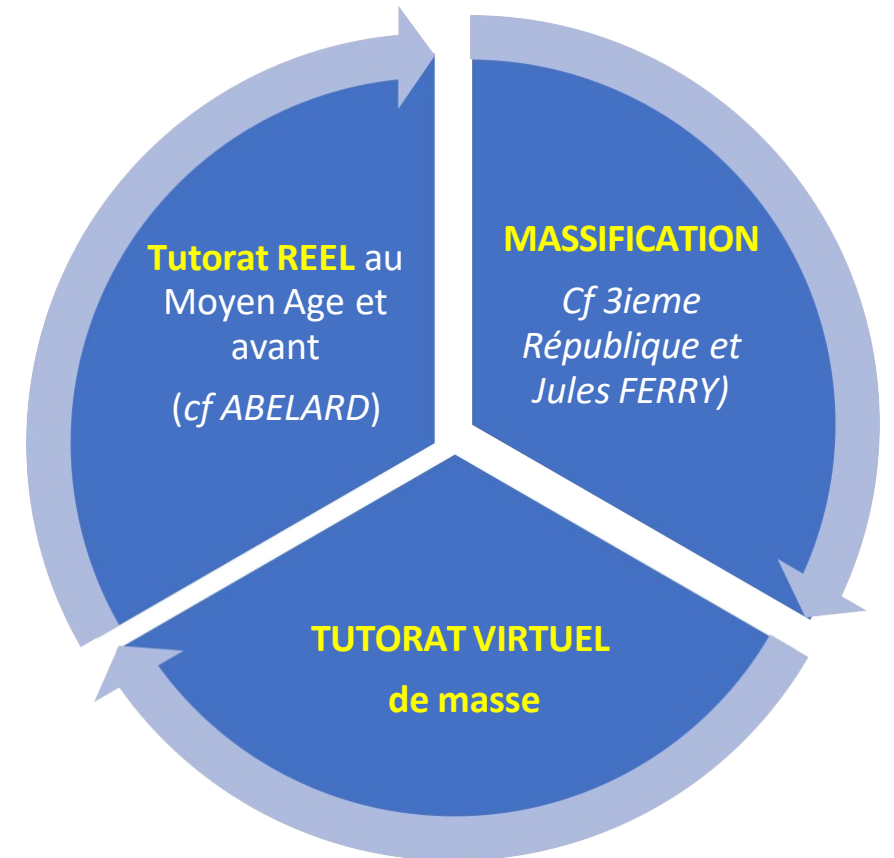 Tutorat REEL au
Moyen Age et
avant
(cf ABELARD)
MASSIFICATION
Cf 3ieme
République et
Jules FERRY)
TUTORAT VIRTUEL
de masse